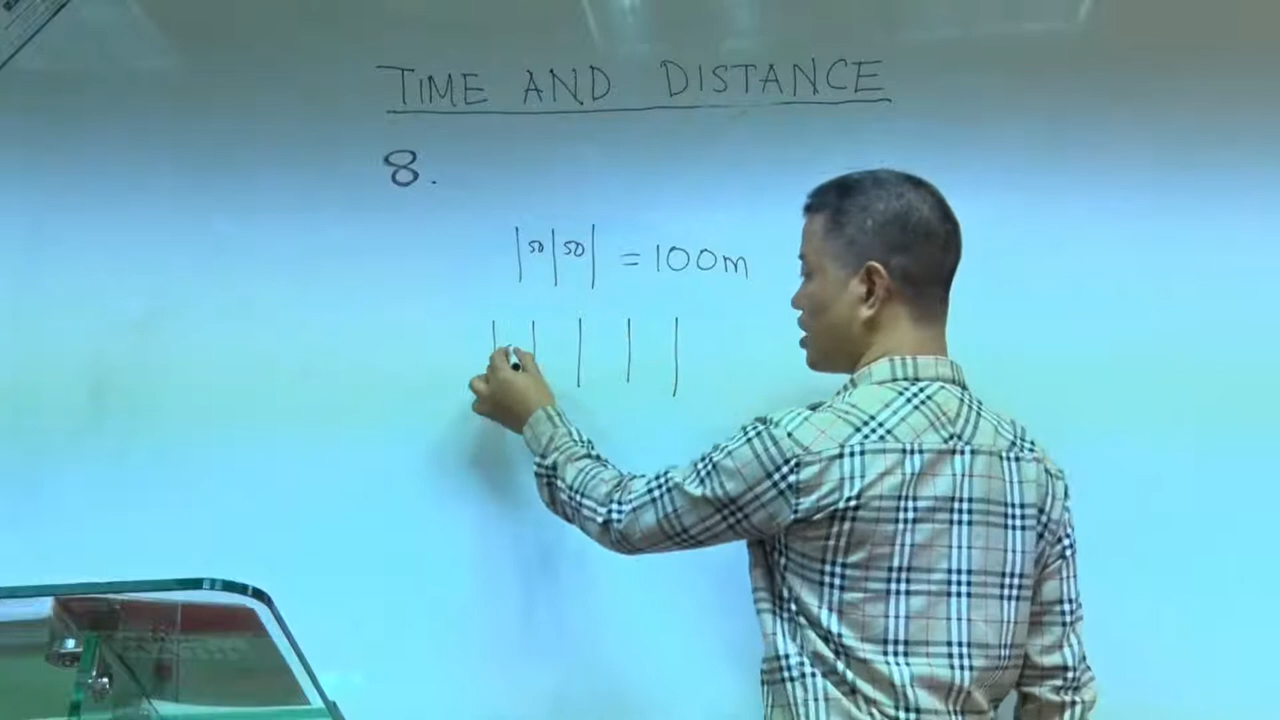 TIME AND DISTANCE
8.
|50|50| = 100m
| | | | |